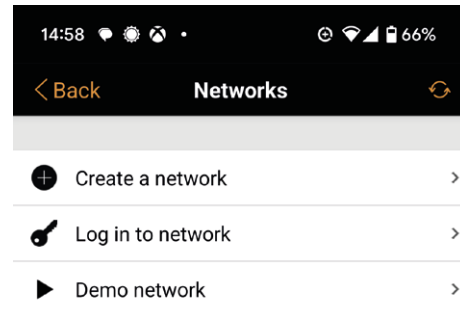 14:58 66%
Back Networks
Create a network
Log in to network
Demo network